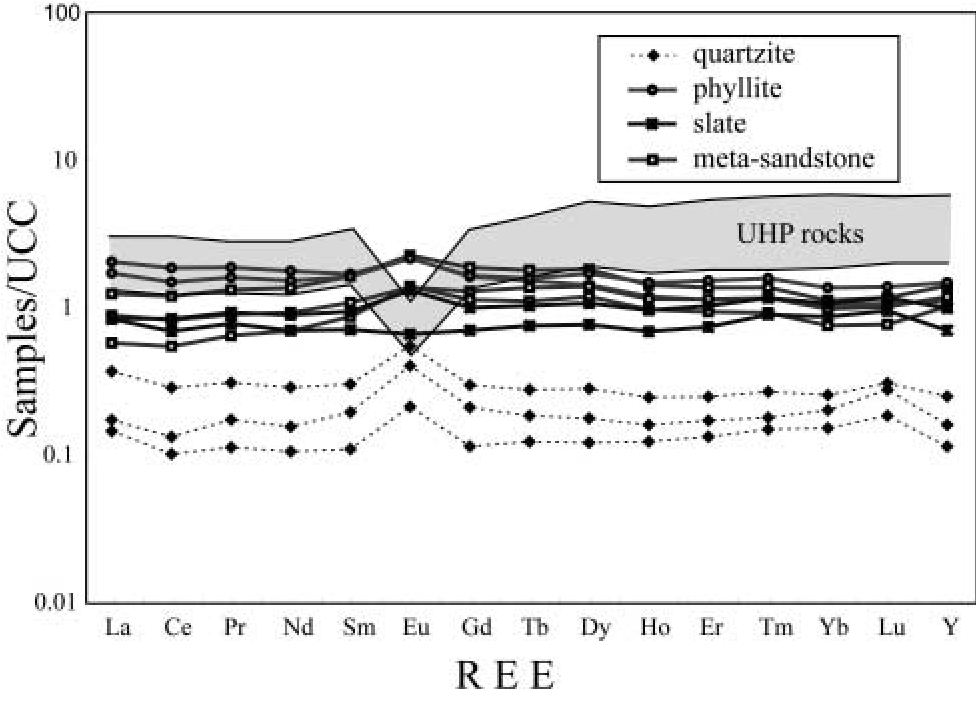 100
10
1
0.1
0.01
Samples/UCC
quartzite
phyllite
slate
meta-sandstone
UHP rocks
La Ce Pr Nd Sm Eu Gd Tb Dy Ho Er Tm Yb Lu Y
R E E